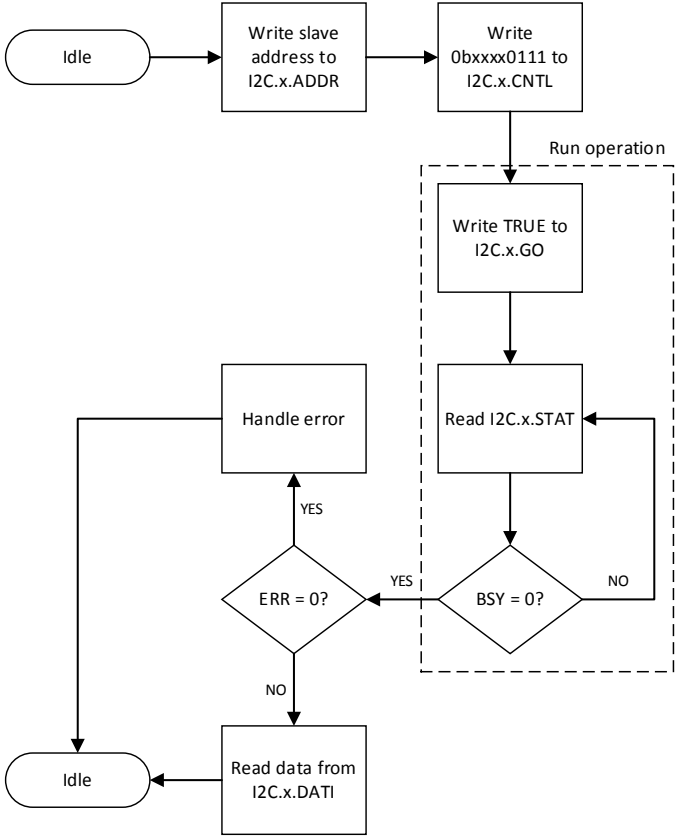 Idle
Write slave
address to
I2C.x.ADDR
Write
0bxxxx0111 to
I2C.x.CNTL
Run operation
Write TRUE to
I2C.x.GO
Read I2C.x.STAT
BSY = 0?
NO
YES
ERR = 0?
YES
Handle error
NO
Read data from
I2C.x.DATI
Idle